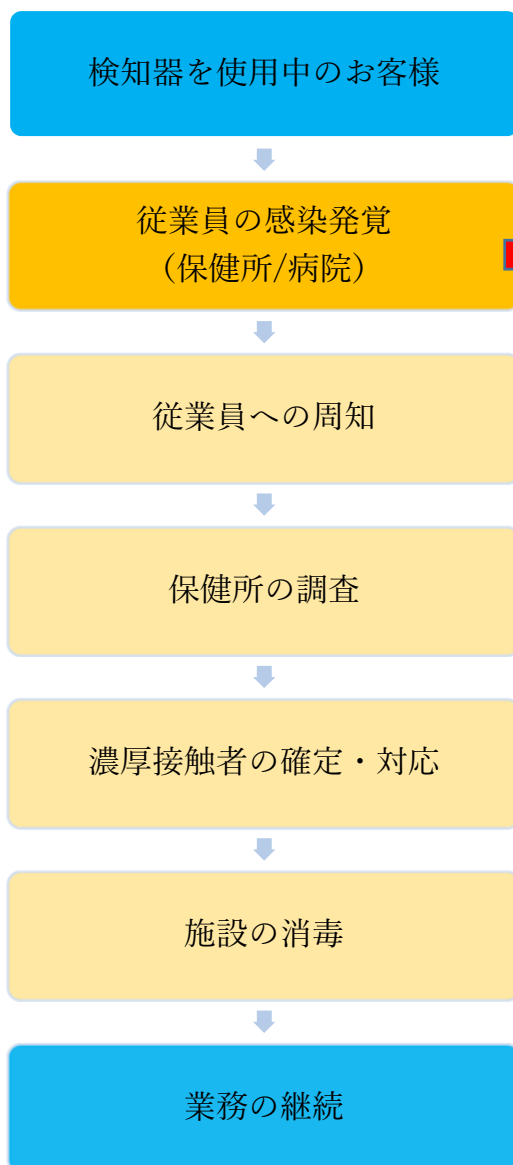 検知器を使用中のお客様
従業員の感染発覚
（保健所/病院）
従業員への周知
保健所の調査
濃厚接触者の確定・対応
施設の消毒
業務の継続